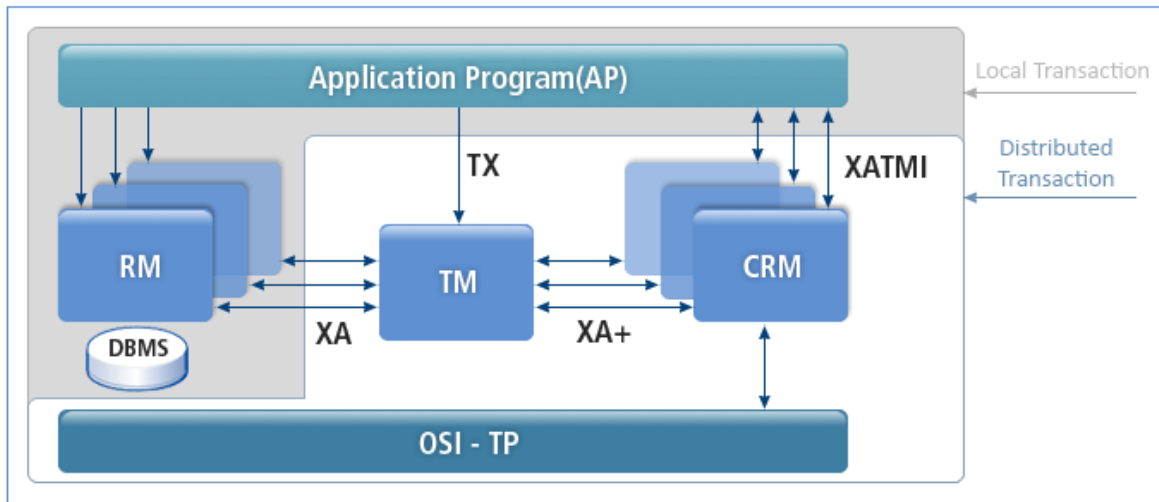 Application Program(AP)
Local Transaction
Distributed
Transaction
TX
XATMI
RM
TM
CRM
XA
XA+
DBMS
OSI - TP